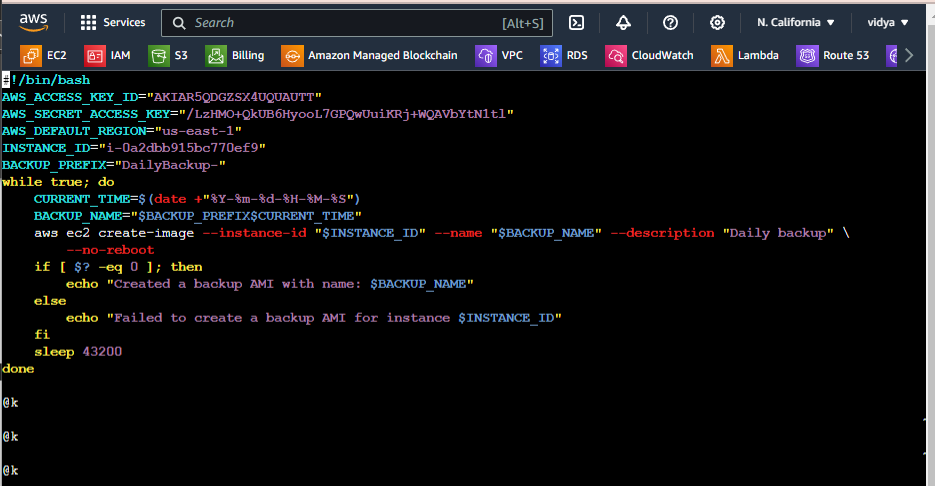 aws
Services
Search
[Alt+S]
N. California
vidya
EC2
IAM
S3
Billing
Amazon Managed Blockchain
VPC
RDS
CloudWatch
Lambda
Route 53
#!/bin/bash
AWS_ACCESS_KEY_ID="AKIAR5QDGZSX4UQUAUTT"
AWS_SECRET_ACCESS_KEY="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"
AWS_DEFAULT_REGION="us-east-1"
INSTANCE_ID="i-0a2dbb915bc770ef9"
BACKUP_PREFIX="DailyBackup-"
while true; do
    CURRENT_TIME=$(date +"%Y-%m-%d-%H-%M-%S")
    BACKUP_NAME="$BACKUP_PREFIX$CURRENT_TIME"
    aws ec2 create-image --instance-id "$INSTANCE_ID" --name "$BACKUP_NAME" --description "Daily backup" \
        --no-reboot
    if [ $? -eq 0 ]; then
        echo "Created a backup AMI with name: $BACKUP_NAME"
    else
        echo "Failed to create a backup AMI for instance $INSTANCE_ID"
    fi
    sleep 43200
done
@k
@k
@k